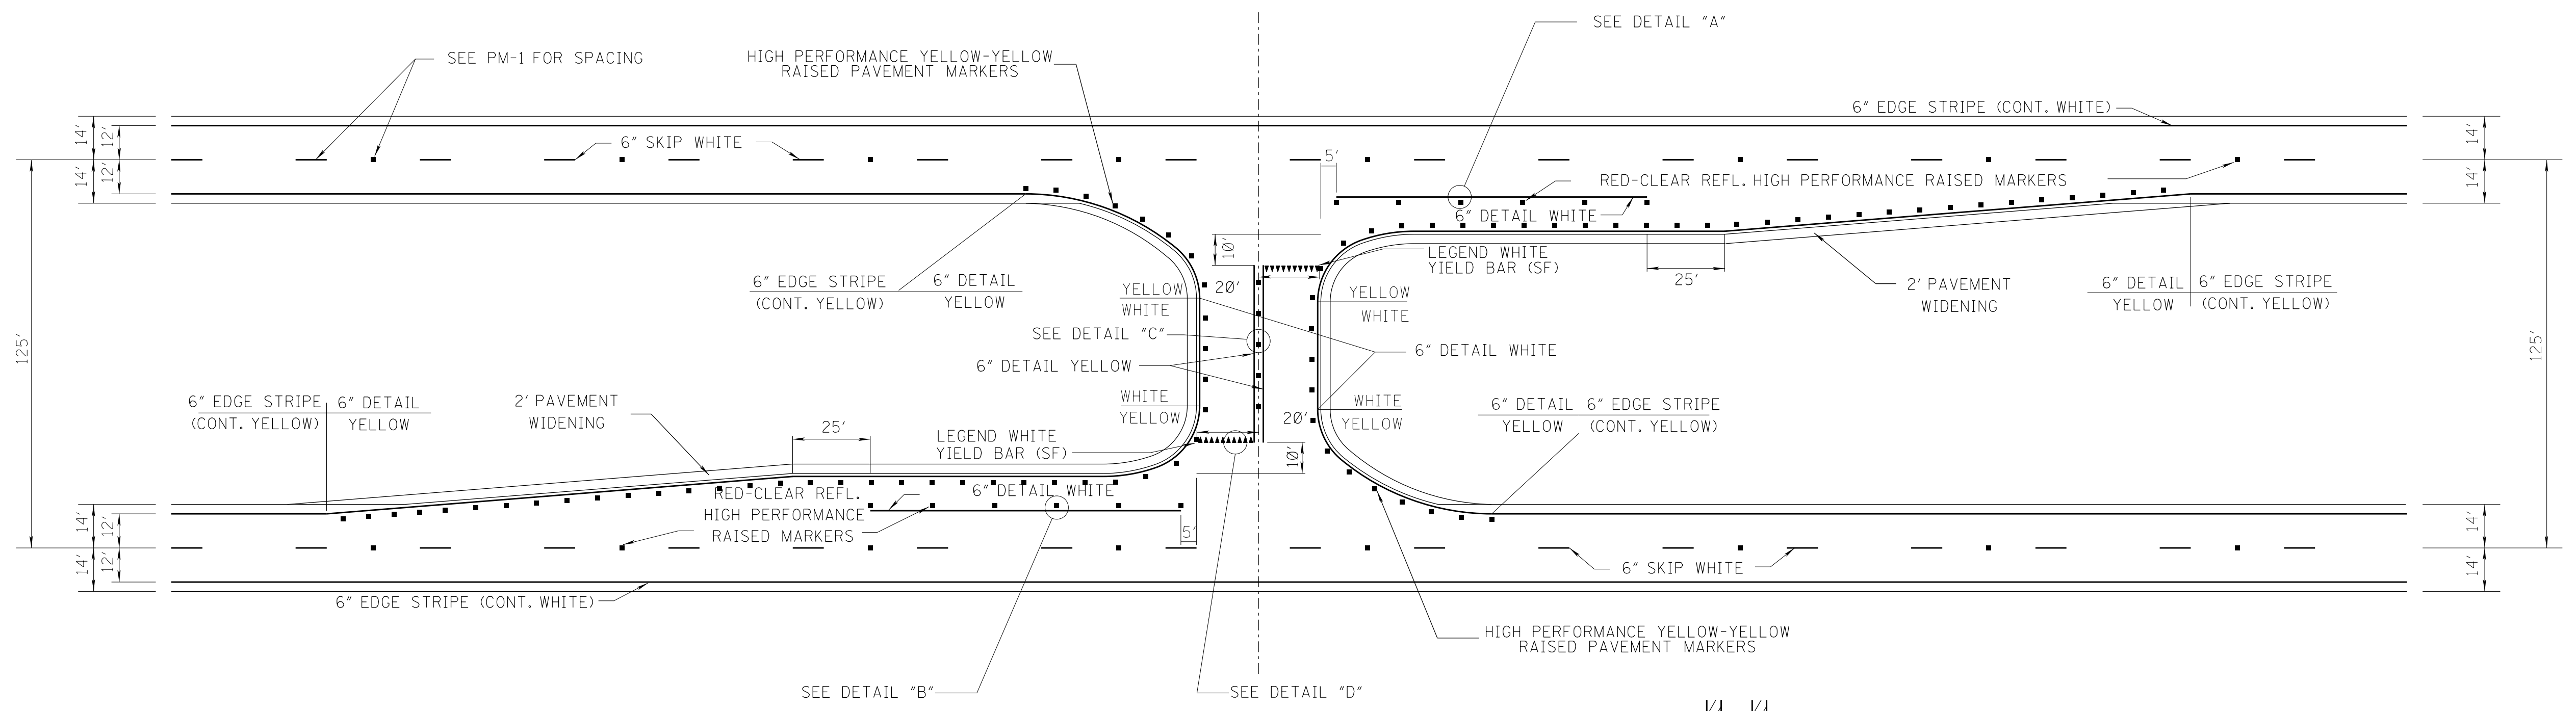 SEE DETAIL "A"
SEE PM-1 FOR SPACING
HIGH PERFORMANCE YELLOW-YELLOW
RAISED PAVEMENT MARKERS
6" EDGE STRIPE (CONT. WHITE)
14'
12'
6" SKIP WHITE
14'
14'
12'
5'
RED-CLEAR REFL. HIGH PERFORMANCE RAISED MARKERS
14'
6" DETAIL WHITE
10'
LEGEND WHITE
YIELD BAR (SF)
6" EDGE STRIPE
(CONT. YELLOW)
6" DETAIL
YELLOW
YELLOW
WHITE
20'
YELLOW
WHITE
25'
2' PAVEMENT
WIDENING
6" DETAIL
YELLOW
6" EDGE STRIPE
(CONT. YELLOW)
125'
SEE DETAIL "C"
6" DETAIL WHITE
125'
6" DETAIL YELLOW
6" EDGE STRIPE
(CONT. YELLOW)
6" DETAIL
YELLOW
2' PAVEMENT
WIDENING
WHITE
YELLOW
20'
WHITE
YELLOW
6" DETAIL
YELLOW
6" EDGE STRIPE
(CONT. YELLOW)
25'
LEGEND WHITE
YIELD BAR (SF)
10'
RED-CLEAR REFL.
HIGH PERFORMANCE
RAISED MARKERS
6" DETAIL WHITE
5'
14'
12'
14'
12'
14'
14'
6" SKIP WHITE
6" EDGE STRIPE (CONT. WHITE)
HIGH PERFORMANCE YELLOW-YELLOW
RAISED PAVEMENT MARKERS
SEE DETAIL "B"
SEE DETAIL "D"